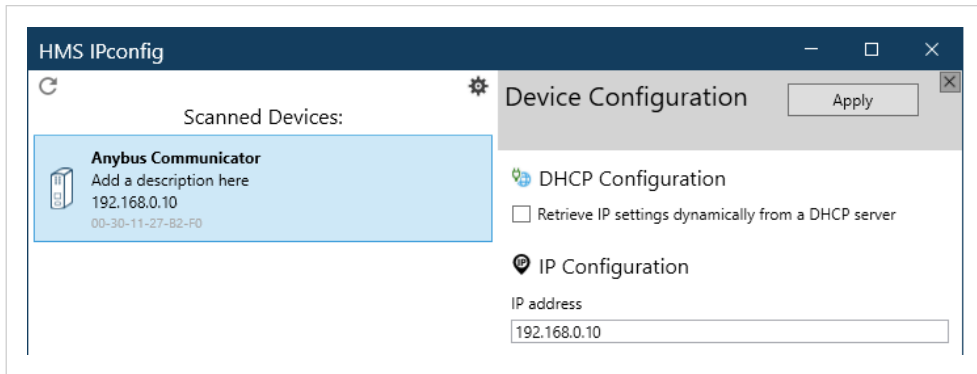 HMS IPconfig
Scanned Devices:
Anybus Communicator
Add a description here
192.168.0.10
00-30-11-27-B2-F0
Device Configuration
Apply
DHCP Configuration
Retrieve IP settings dynamically from a DHCP server
IP
IP Configuration
IP address
192.168.0.10